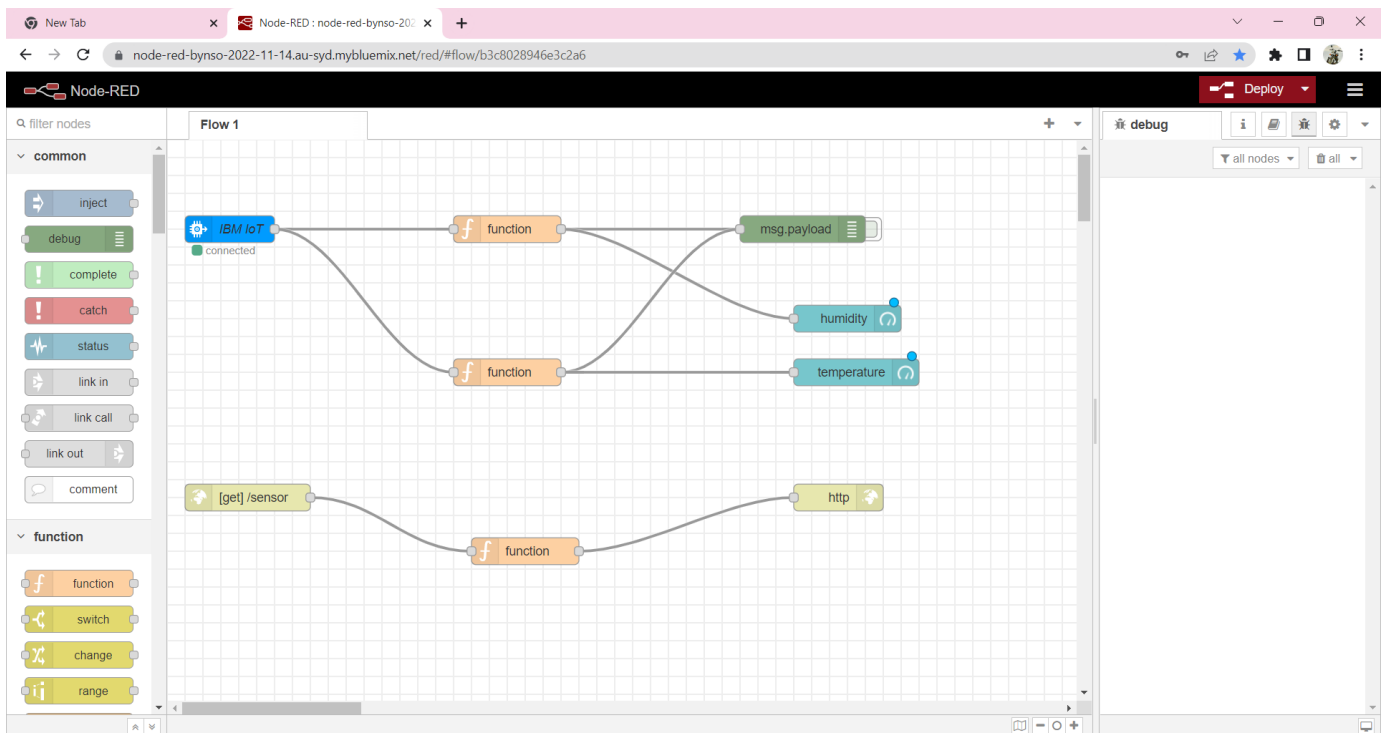 New Tab
Node-RED : node-red-bynso-202
node-red-bynso-2022-11-14.au-syd.mybluemix.net/red/#flow/b3c8028946e3c2a6
Node-RED
Deploy
filter nodes
Flow 1
debug
i
common
all nodes
all
inject
debug
complete
catch
status
link in
link call
link out
comment
function
function
switch
change
range
IBM IoT
connected
function
msg.payload
humidity
function
temperature
[get] /sensor
http
function